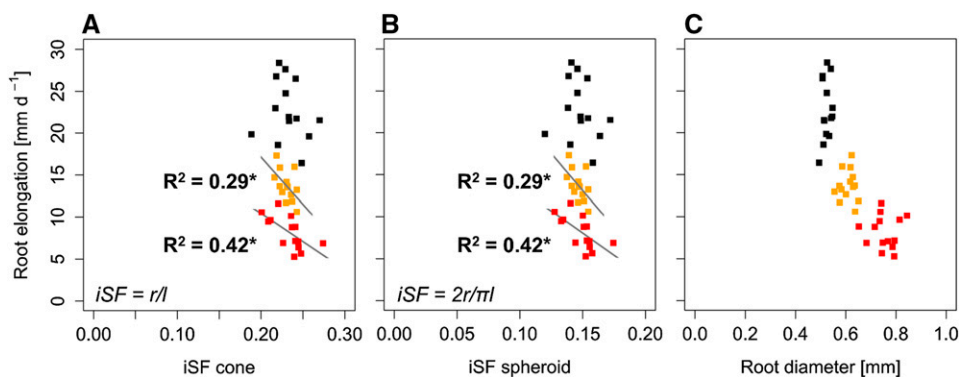 A
B
C
Root elongation [mm d⁻¹]
30
25
20
15
10
5
0
R² = 0.29*
R² = 0.42*
iSF = r/l
0.00
0.10
0.20
0.30
iSF cone
R² = 0.29*
R² = 0.42*
iSF = 2r/πl
0.00
0.05
0.10
0.15
0.20
iSF spheroid
0.0
0.2
0.4
0.6
0.8
1.0
Root diameter [mm]